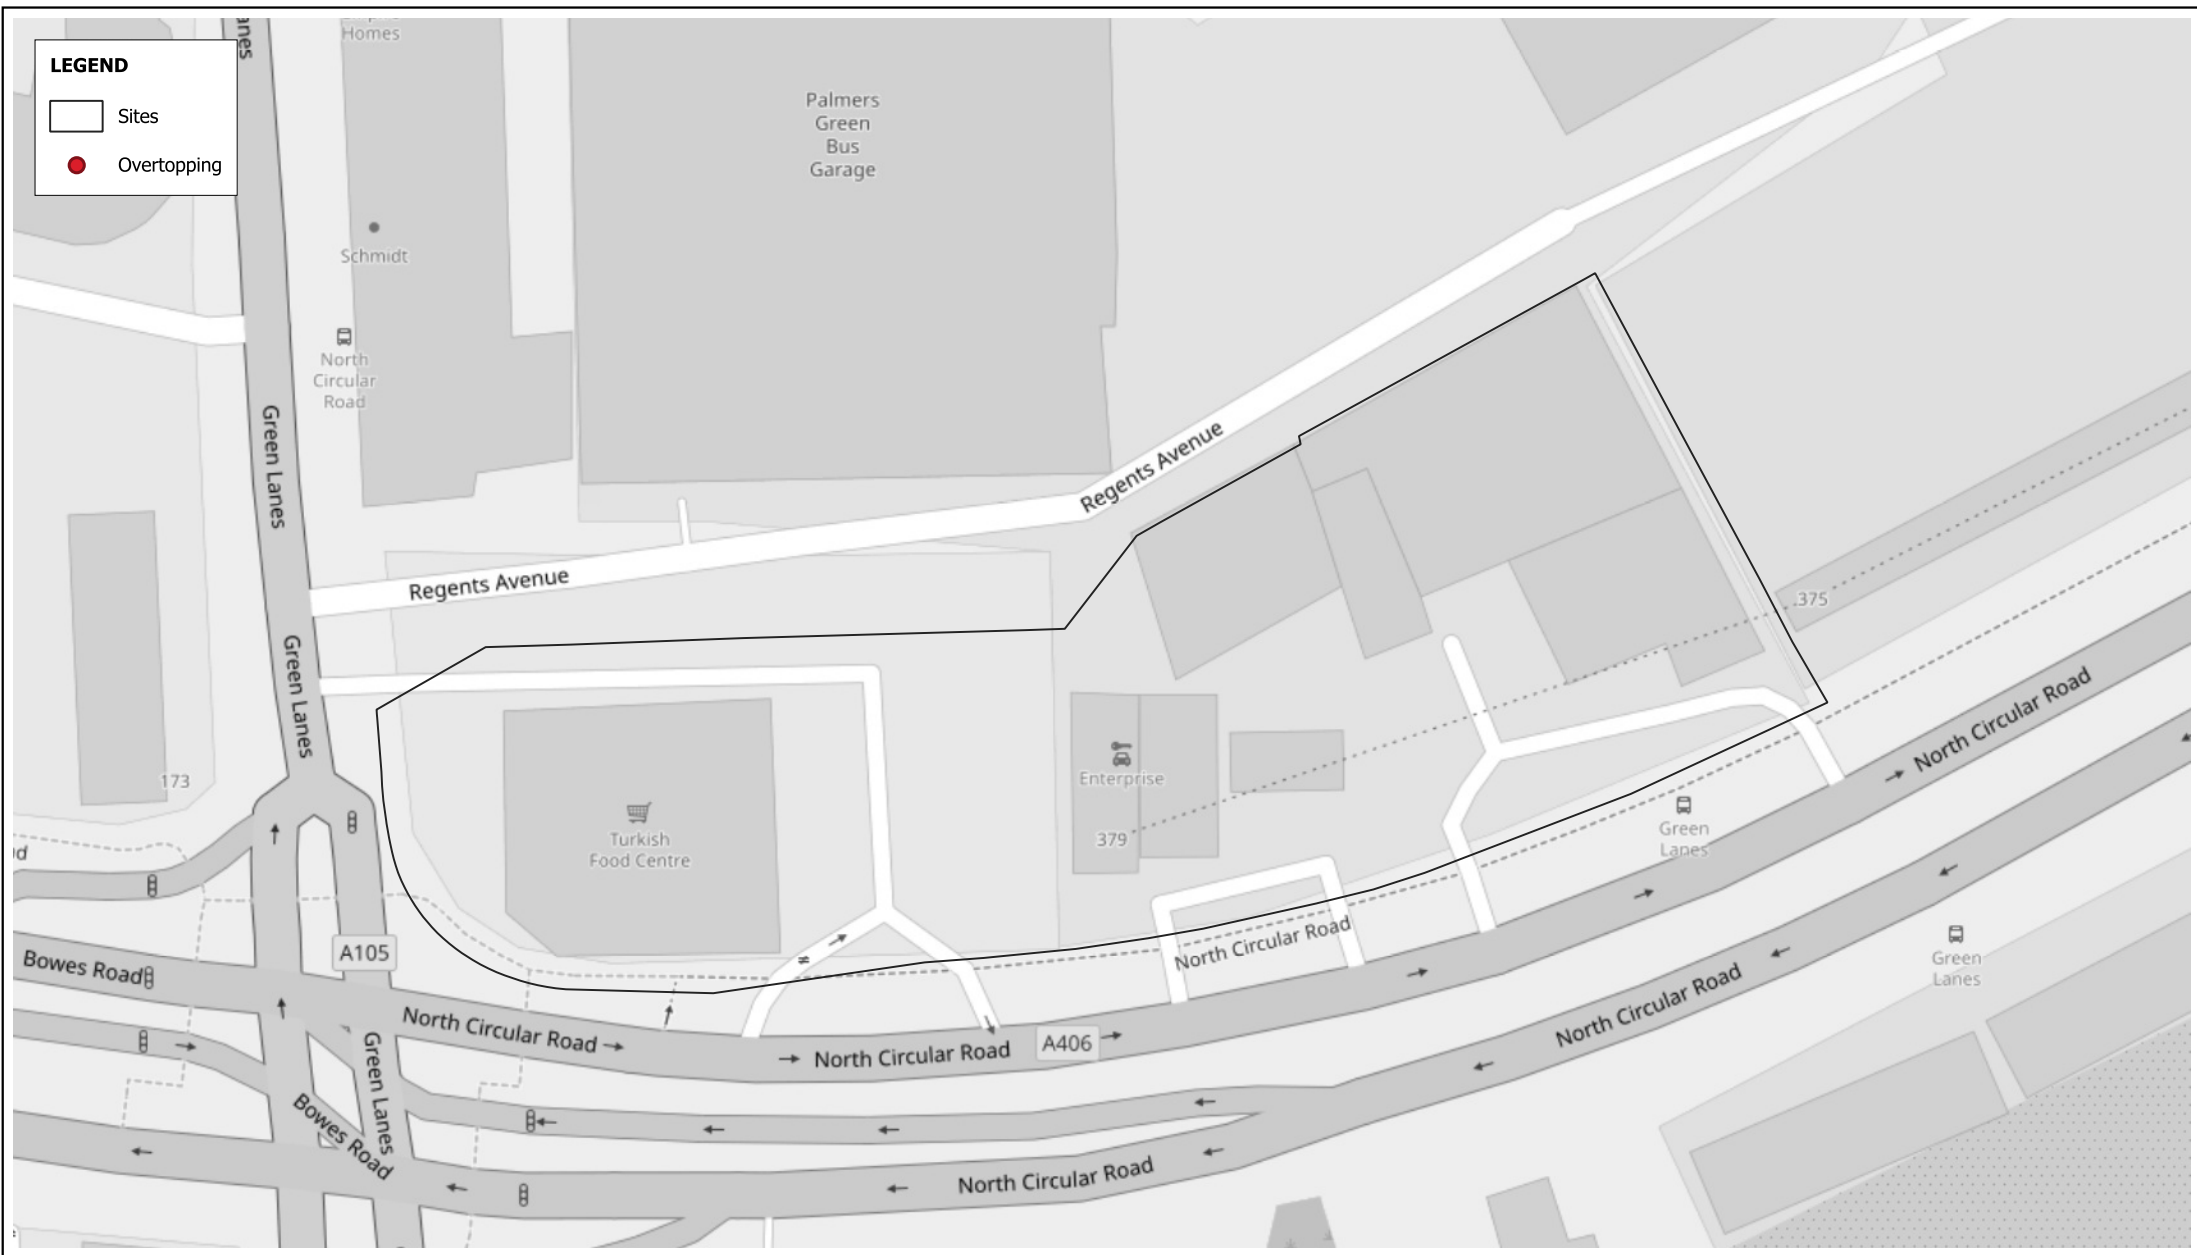 LEGEND
Sites
Overtopping
Homes
Palmers
Green
Bus
Garage
Schmidt
North
Circular
Road
Green Lanes
Regents Avenue
Regents Avenue
Green Lanes
375
173
Enterprise
379
Turkish
Food Centre
Green
Lanes
North Circular Road
North Circular Road
A105
Bowes Road
Green
Lanes
North Circular Road
North Circular Road
A406
North Circular Road
Green Lanes
Bowes Road
North Circular Road